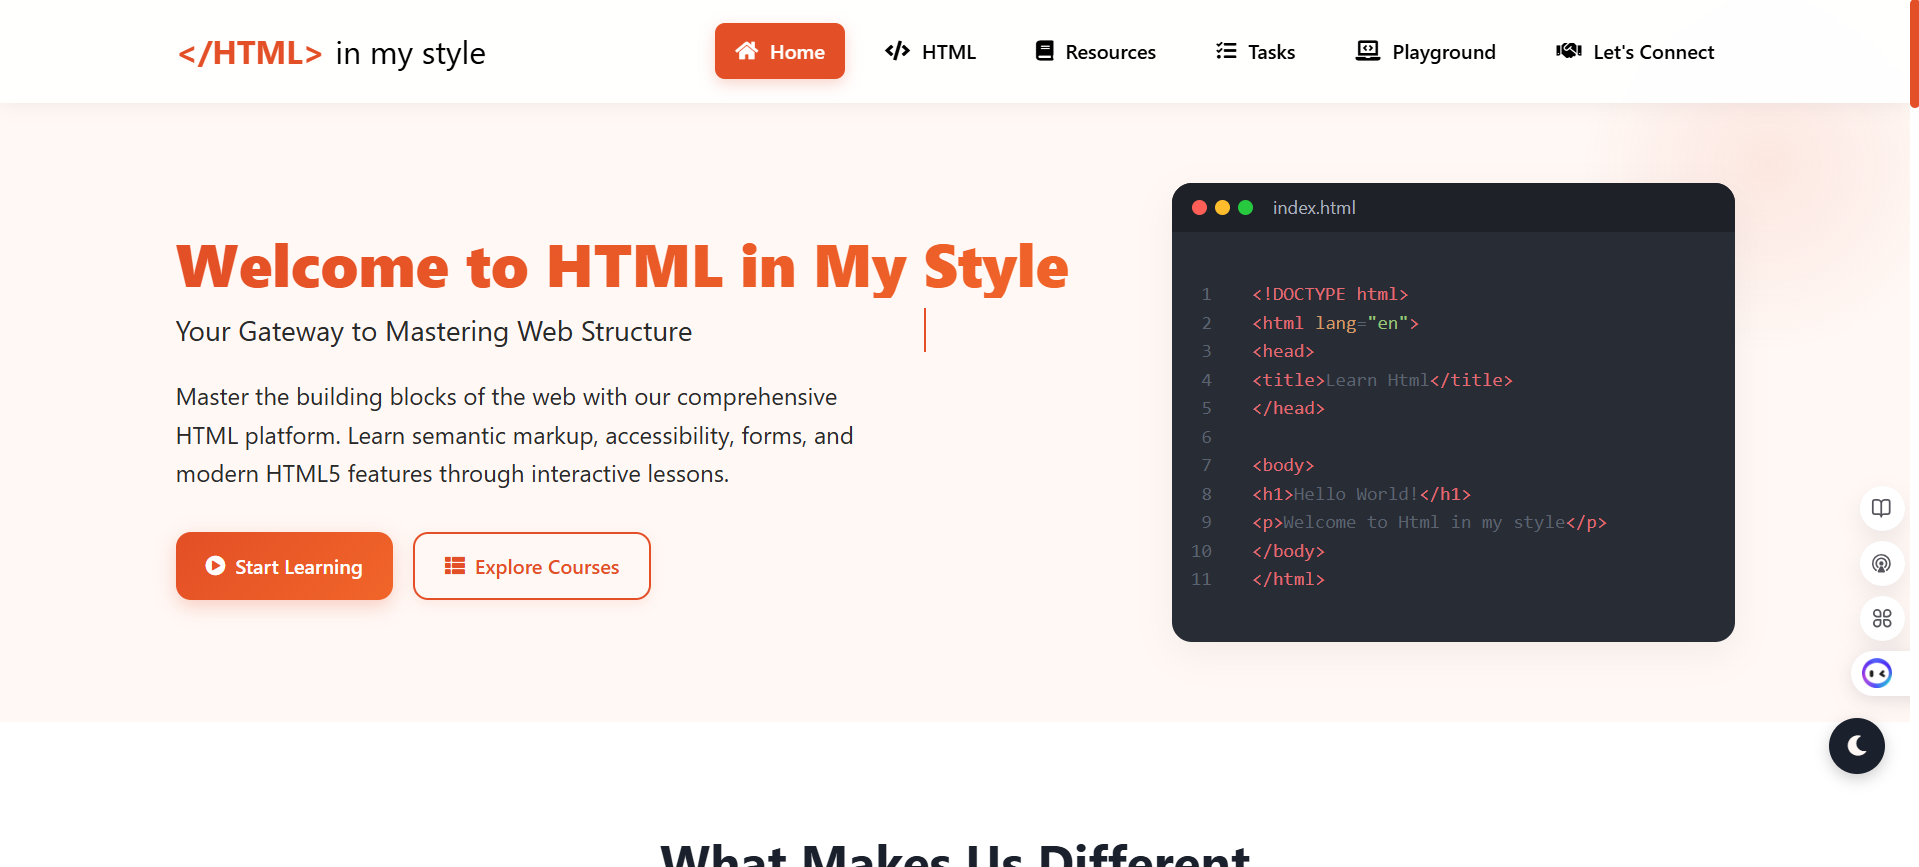 </HTML> in my style
Home
HTML
Resources
Tasks
Playground
Let's Connect
Welcome to HTML in My Style
Your Gateway to Mastering Web Structure
Master the building blocks of the web with our comprehensive
HTML platform. Learn semantic markup, accessibility, forms, and
modern HTML5 features through interactive lessons.
Start Learning
Explore Courses
index.html
1 <!DOCTYPE html>
2 <html lang="en">
3 <head>
4 <title>Learn Html</title>
5 </head>
6
7 <body>
8 <h1>Hello World!</h1>
9 <p>Welcome to Html in my style</p>
10 </body>
11 </html>
What Makes Us Different